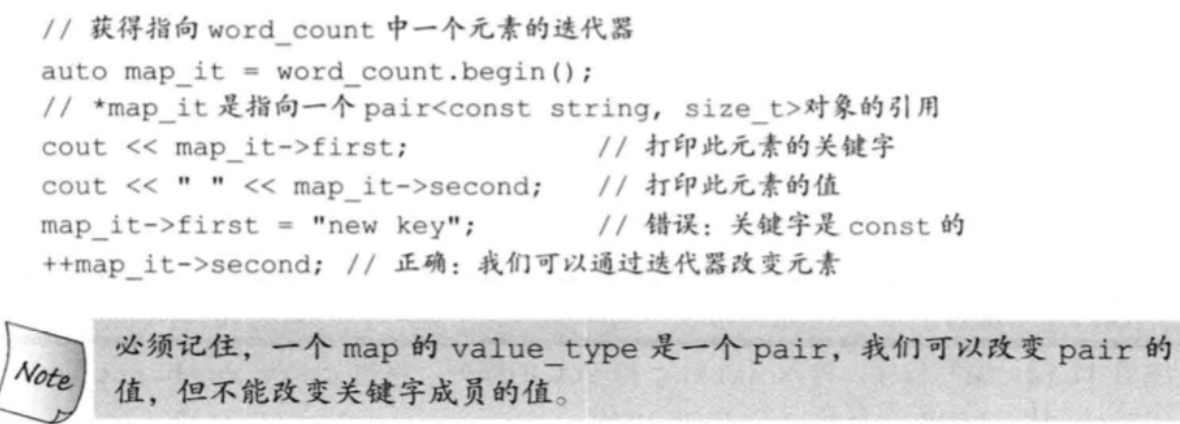 // 获得指向 word_count 中一个元素的迭代器
auto map_it = word_count.begin();
// *map_it 是指向一个 pair<const string, size_t>对象的引用
cout << map_it->first;          // 打印此元素的关键字
cout << " " << map_it->second;   // 打印此元素的值
map_it->first = "new key";       // 错误：关键字是 const 的
++map_it->second; // 正确：我们可以通过迭代器改变元素
Note
必须记住，一个 map 的 value_type 是一个 pair，我们可以改变 pair 的
值，但不能改变关键字成员的值。